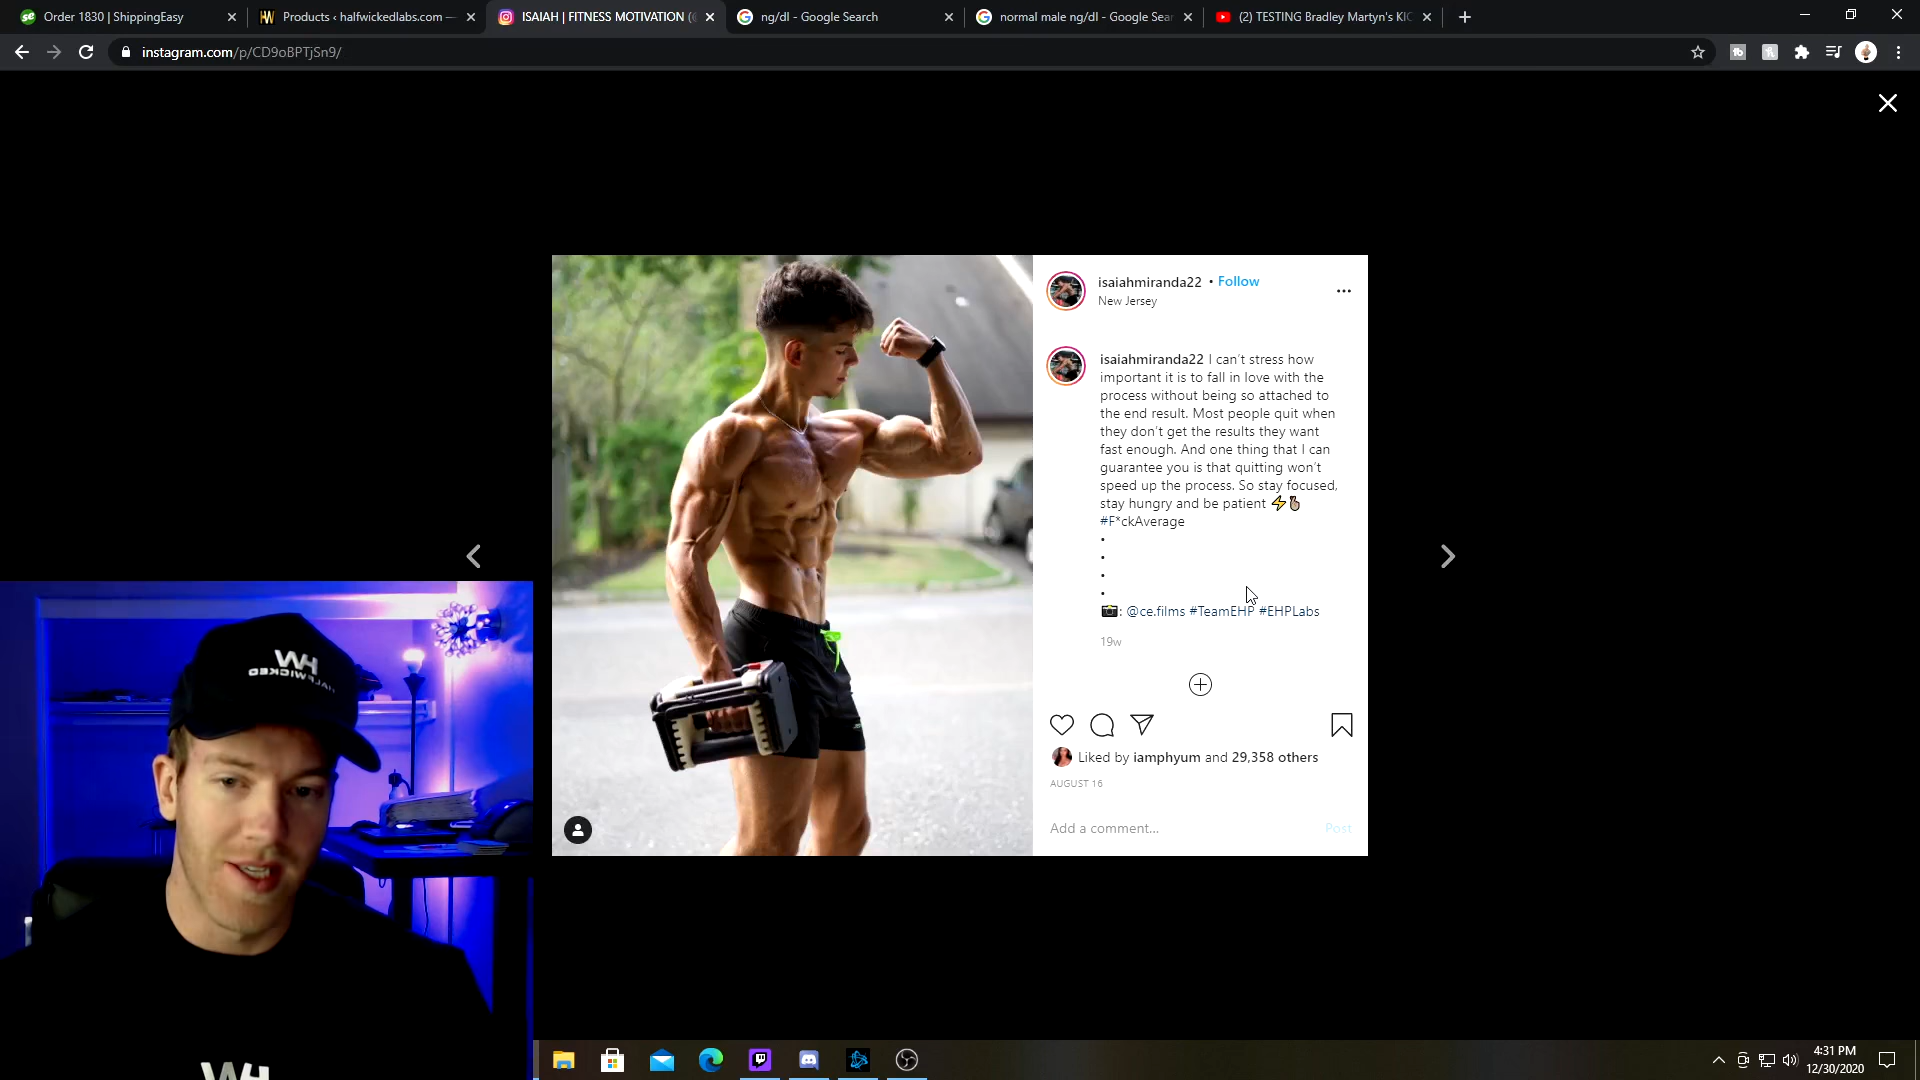 Order 1830 | ShippingEasy
Products ‹ halfwickedlabs.com —
ISAIAH | FITNESS MOTIVATION (
ng/dl - Google Search
normal male ng/dl - Google Sear
(2) TESTING Bradley Martyn's KIC
instagram.com/p/CD9oBPTjSn9/
isaiahmiranda22 • Follow
New Jersey
isaiahmiranda22 I can't stress how
important it is to fall in love with the
process without being so attached to
the end result. Most people quit when
they don't get the results they want
fast enough. And one thing that I can
guarantee you is that quitting won't
speed up the process. So stay focused,
stay hungry and be patient ⚡
#F*ckAverage
•
•
•
•
📸: @ce.films #TeamEHP #EHPLabs
19w
Liked by iamphyum and 29,358 others
AUGUST 16
Add a comment...
Post
HW
HALFWICKED
4:31 PM
12/30/2020